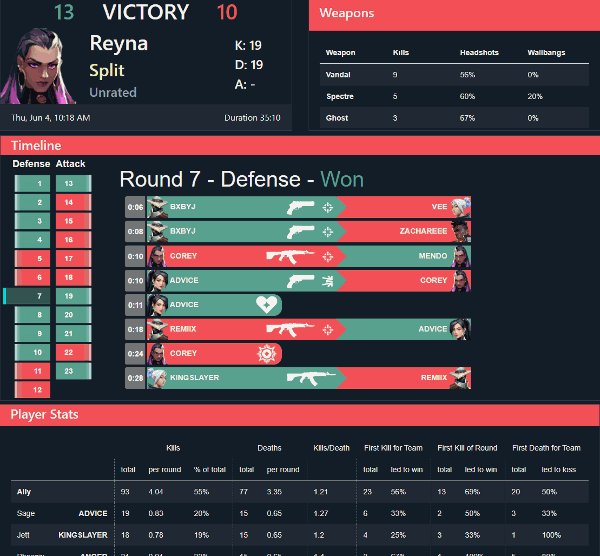 13 VICTORY 10
Reyna
Split
Unrated
K: 19
D: 19
A: -
Thu, Jun 4, 10:18 AM Duration 35:10
Weapons
Weapon Kills Headshots Wallbangs
Vandal 9 56% 0%
Spectre 5 60% 20%
Ghost 3 67% 0%
Timeline
Defense Attack
1 13
2 14
3 15
4 16
5 17
6 18
7 19
8 20
9 21
10 22
11 23
12
Round 7 - Defense - Won
0:06 BXBYJ VEE
0:08 BXBYJ ZACHAREEE
0:10 COREY MENDO
0:10 ADVICE COREY
0:11 ADVICE
0:18 REMIIX ADVICE
0:24 COREY
0:28 KINGSLAYER REMIIX
Player Stats
Kills Deaths Kills/Death First Kill for Team First Kill of Round First Death for Team
total per round % of total total per round total led to win total led to win total led to loss
Ally 93 4.04 55% 77 3.35 1.21 23 56% 13 69% 20 50%
Sage ADVICE 19 0.83 20% 15 0.65 1.27 6 33% 2 50% 3 33%
Jett KINGSLAYER 18 0.78 19% 15 0.65 1.2 4 25% 3 33% 1 100%